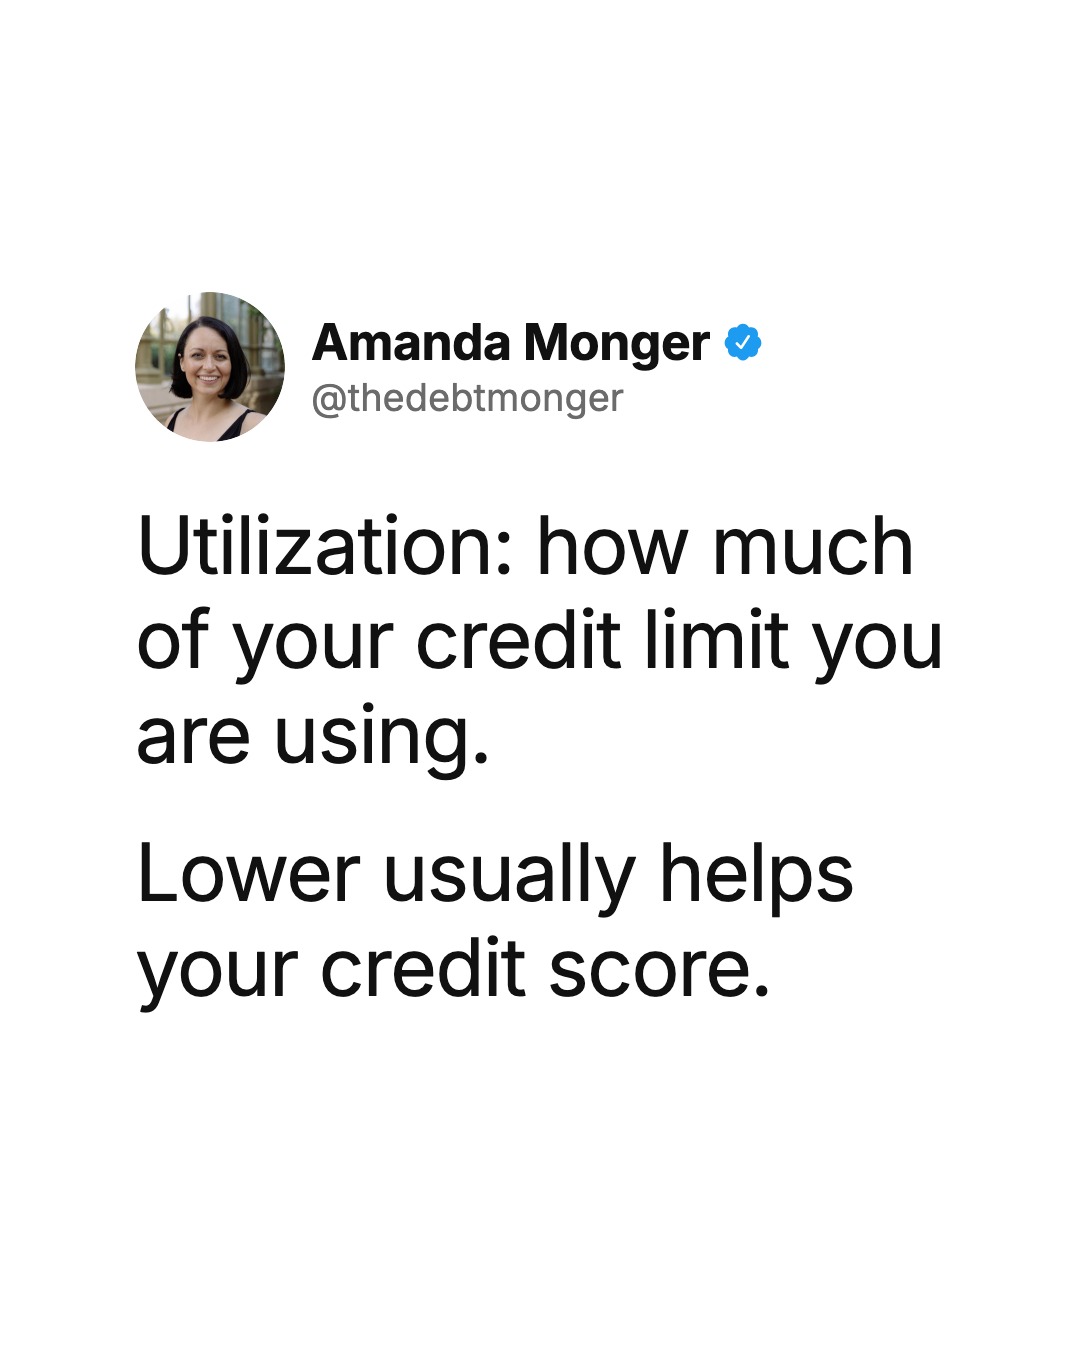 Amanda Monger
@thedebtmonger
Utilization: how much
of your credit limit you
are using.
Lower usually helps
your credit score.